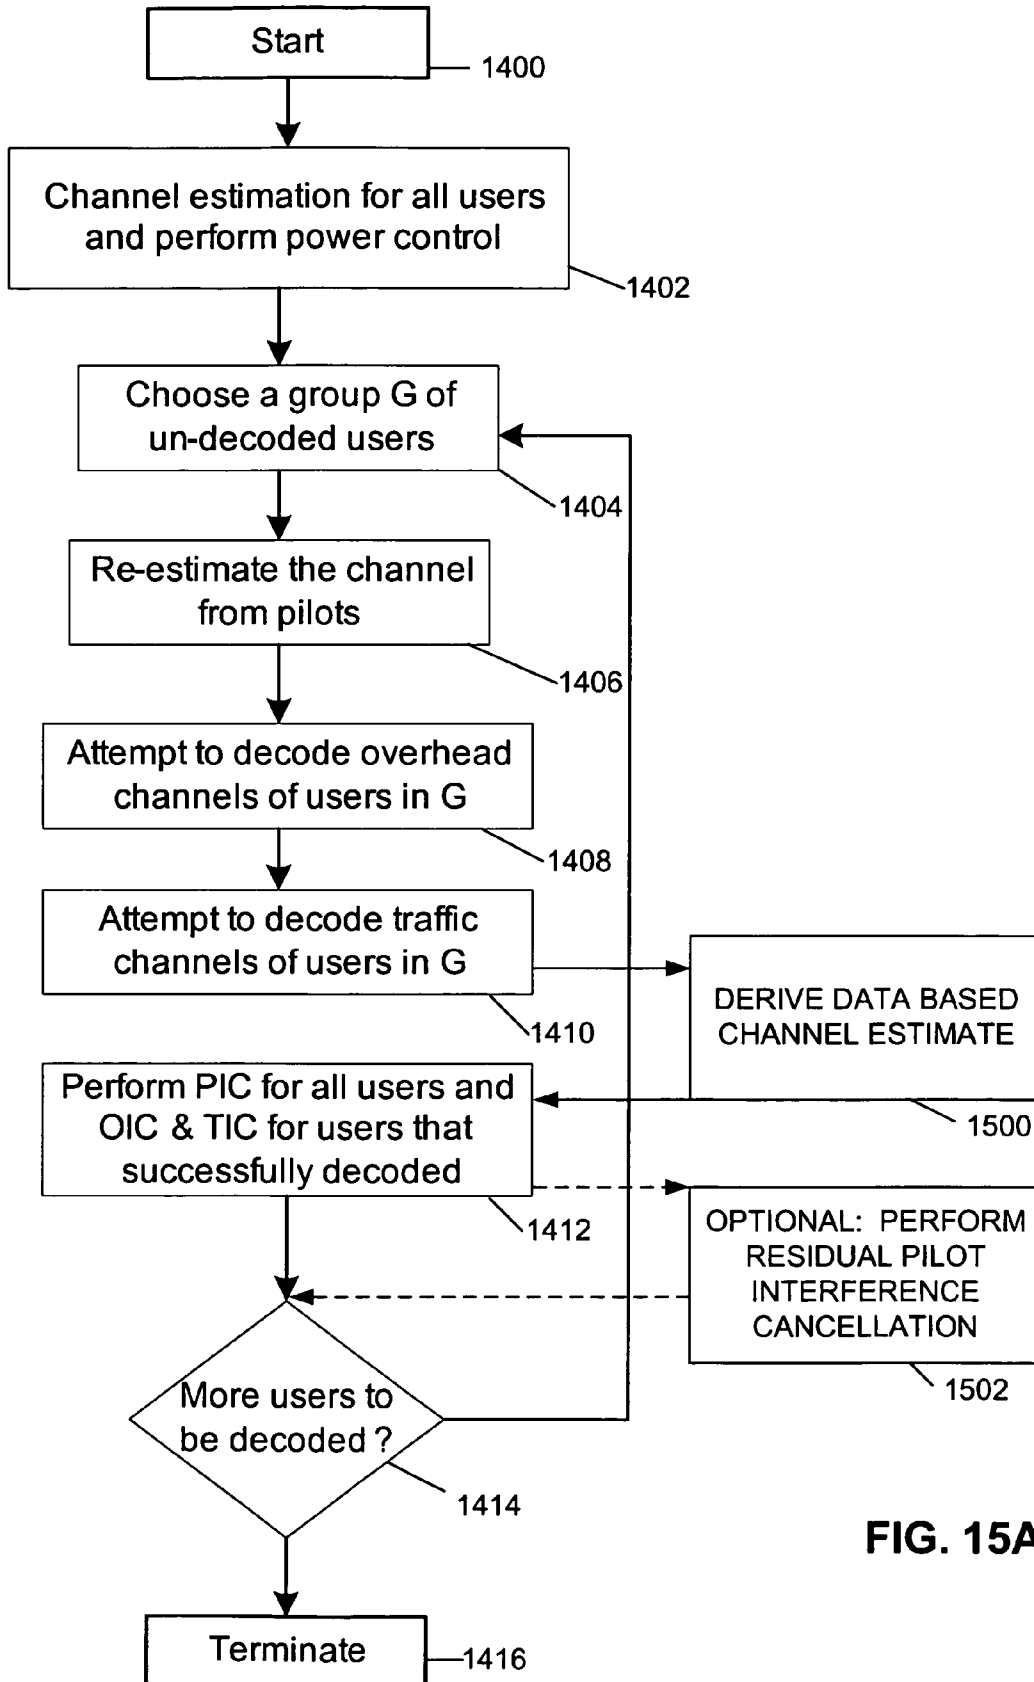 Start
1400
Channel estimation for all users
and perform power control
1402
Choose a group G of
un-decoded users
1404
Re-estimate the channel
from pilots
1406
Attempt to decode overhead
channels of users in G
1408
Attempt to decode traffic
channels of users in G
1410
DERIVE DATA BASED
CHANNEL ESTIMATE
1500
Perform PIC for all users and
OIC & TIC for users that
successfully decoded
1412
OPTIONAL: PERFORM
RESIDUAL PILOT
INTERFERENCE
CANCELLATION
1502
More users to
be decoded ?
1414
FIG. 15A
Terminate
1416